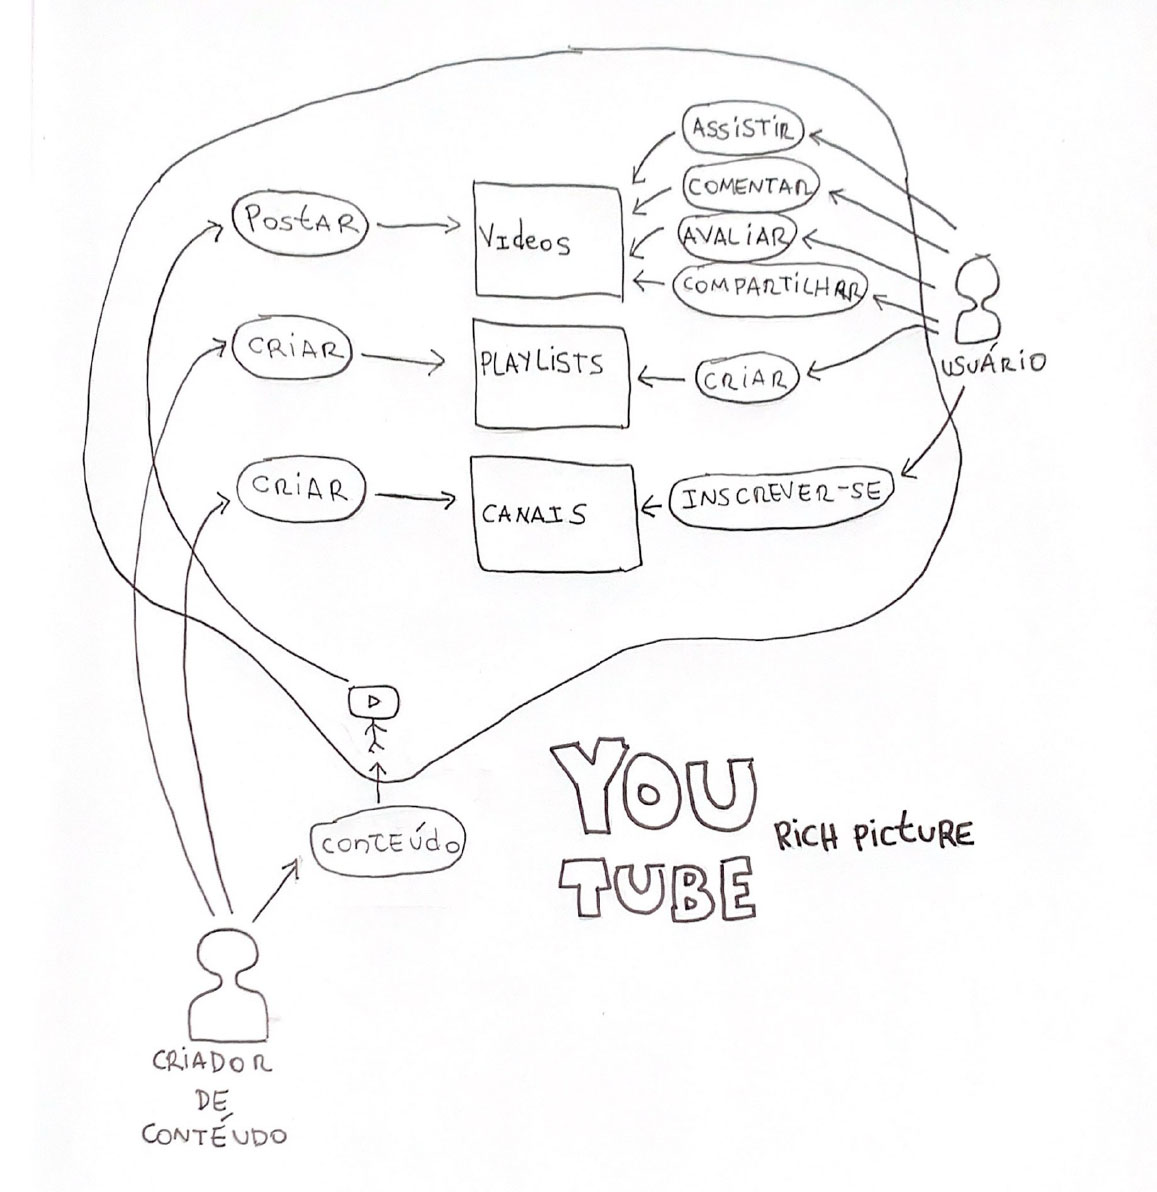 ASSISTIR
COMENTAR
AVALIAR
COMPARTILHAR
POSTAR
VIDEOS
USUÁRIO
CRIAR
PLAYLISTS
CRIAR
CRIAR
CANAIS
INSCREVER-SE
CONTEÚDO
YOU
TUBE
RICH PICTURE
CRIADOR
DE
CONTÉUDO